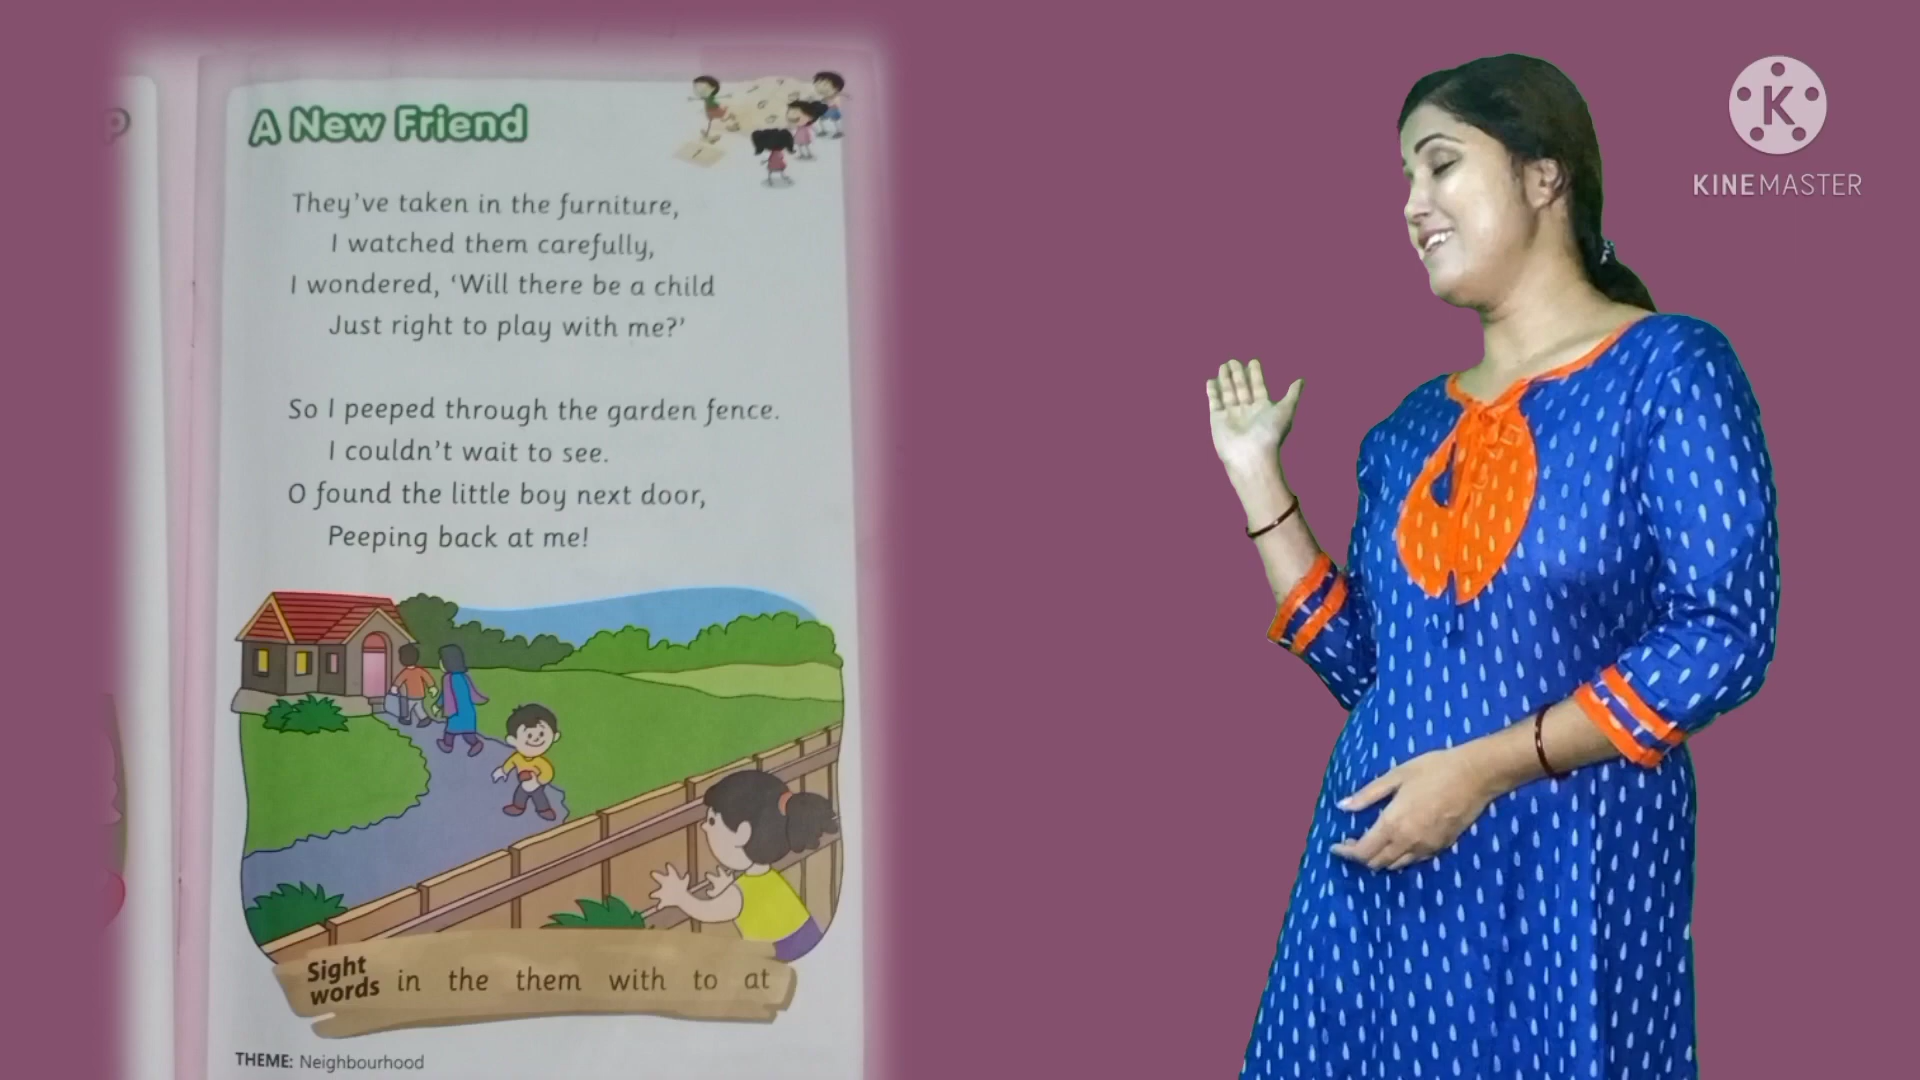 A New Friend
They've taken in the furniture,
I watched them carefully,
I wondered, 'Will there be a child
Just right to play with me?'
So I peeped through the garden fence.
I couldn't wait to see.
O found the little boy next door,
Peeping back at me!
Sight words in the them with to at
THEME: Neighbourhood
K
KINEMASTER